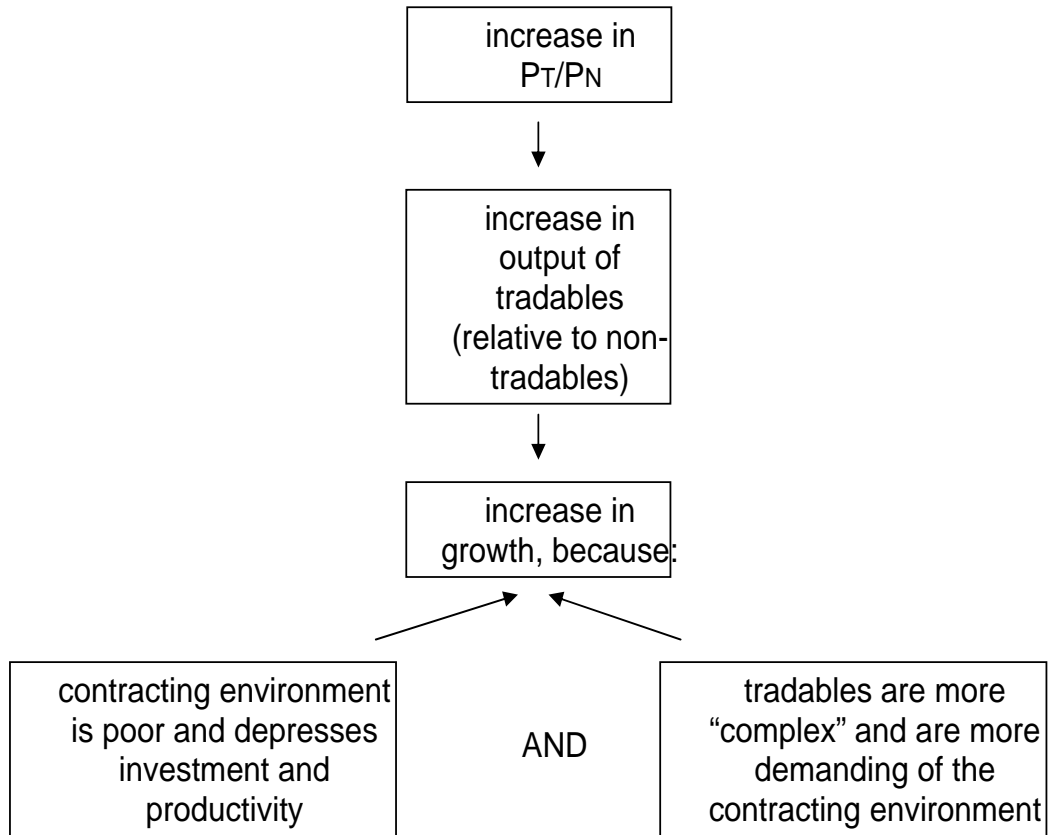 increase in
PT/PN
increase in
output of
tradables
(relative to non-
tradables)
increase in
growth, because:
contracting environment
is poor and depresses
investment and
productivity
AND
tradables are more
“complex” and are more
demanding of the
contracting environment